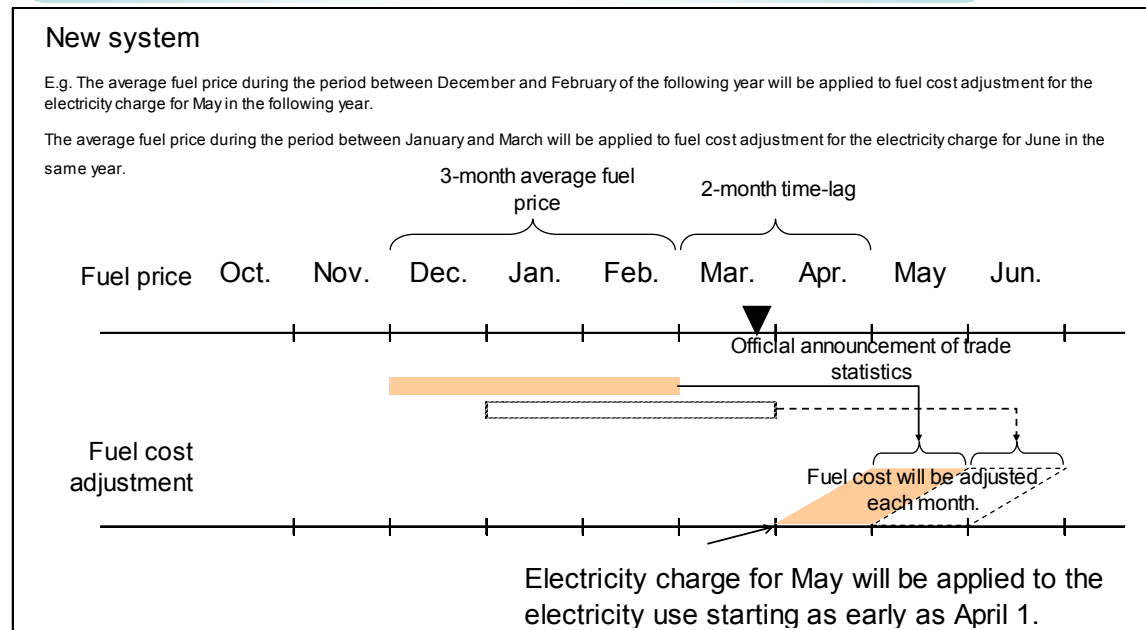 New system
E.g. The average fuel price during the period between December and February of the following year will be applied to fuel cost adjustment for the
electricity charge for May in the following year.
The average fuel price during the period between January and March will be applied to fuel cost adjustment for the electricity charge for June in the
same year.
3-month average fuel
price
2-month time-lag
Fuel price Oct. Nov. Dec. Jan. Feb. Mar. Apr. May Jun.
Official announcement of trade
statistics
Fuel cost
adjustment
Fuel cost will be adjusted
each month.
Electricity charge for May will be applied to the
electricity use starting as early as April 1.